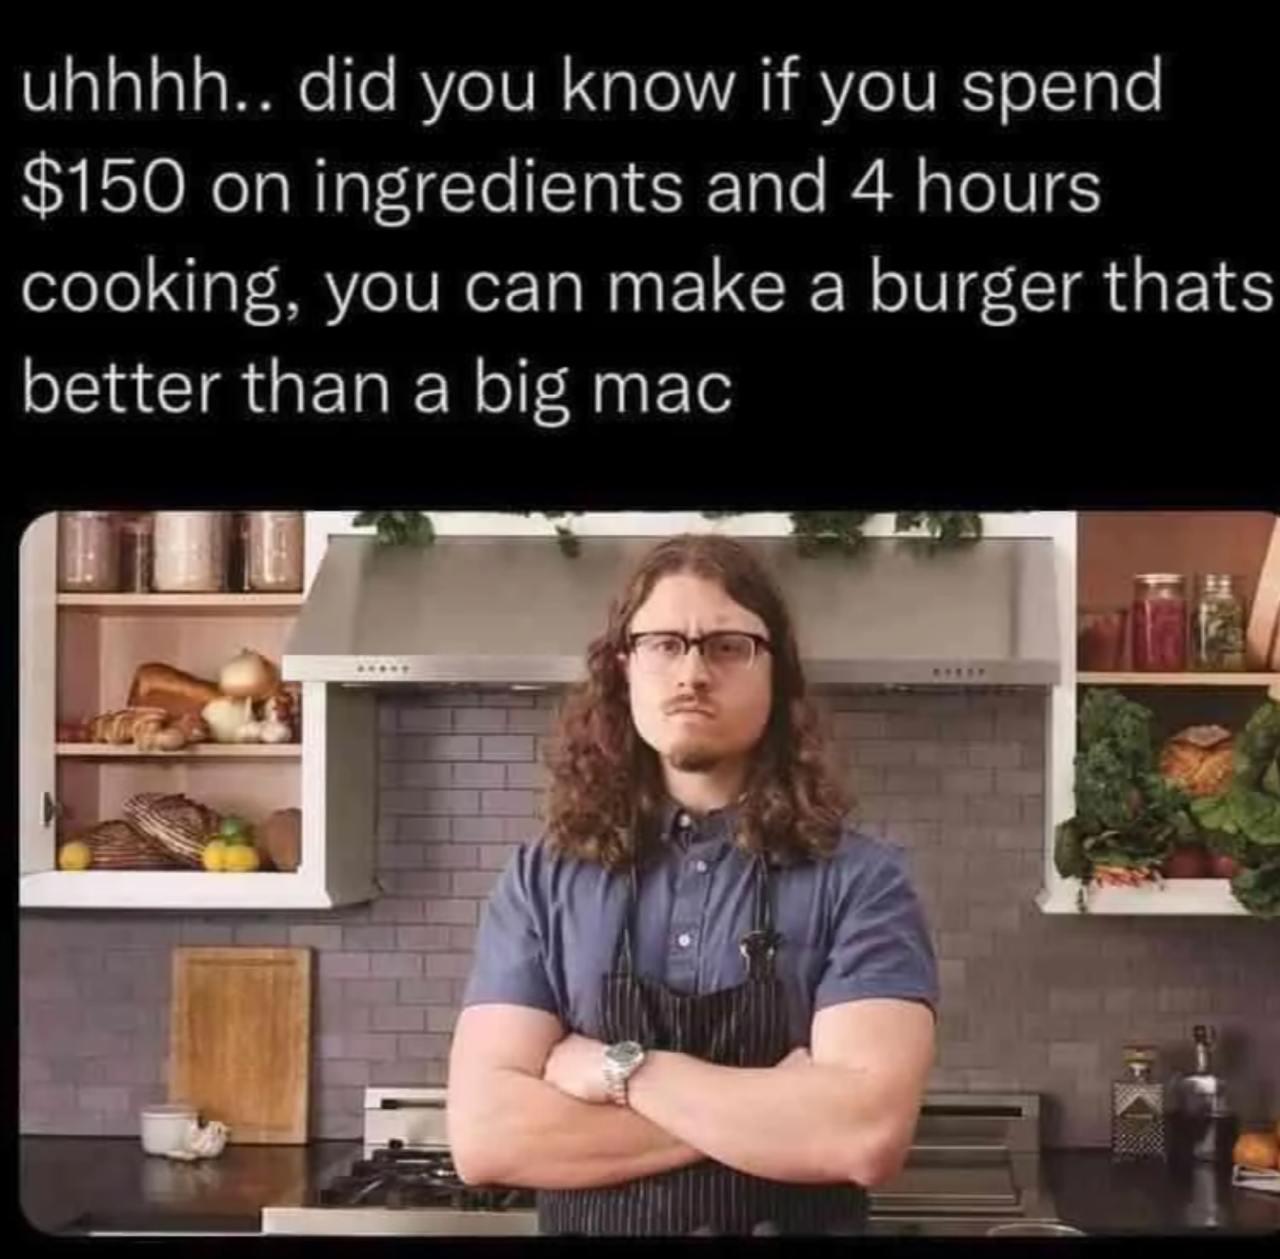 uhhhh.. did you know if you spend
$150 on ingredients and 4 hours
cooking, you can make a burger thats
better than a big mac